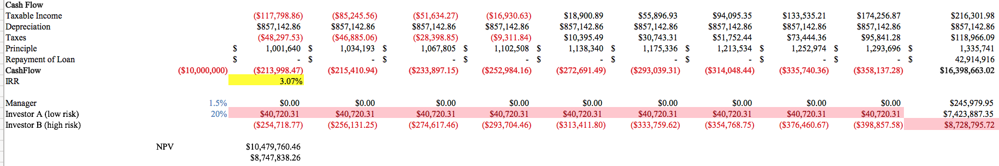 Cash Flow
Taxable Income ($117,798.86) ($85,245.56) ($51,634.27) ($16,930.63) $18,900.89 $55,896.93 $94,095.35 $133,535.21 $174,256.87 $216,301.98
Depreciation $857,142.86 $857,142.86 $857,142.86 $857,142.86 $857,142.86 $857,142.86 $857,142.86 $857,142.86 $857,142.86 $857,142.86
Taxes ($48,297.53) ($46,885.06) ($28,398.85) ($9,311.84) $10,395.49 $30,743.31 $51,752.44 $73,444.36 $95,841.28 $118,966.09
Principle $ 1,001,640 $ 1,034,193 $ 1,067,805 $ 1,102,508 $ 1,138,340 $ 1,175,336 $ 1,213,534 $ 1,252,974 $ 1,293,696 $ 1,335,741
Repayment of Loan $ - $ - $ - $ - $ - $ - $ - $ - $ - $ 42,914,916
CashFlow ($10,000,000) ($213,998.47) ($215,410.94) ($233,897.15) ($252,984.16) ($272,691.49) ($293,039.31) ($314,048.44) ($335,740.36) ($358,137.28) $16,398,663.02
IRR 3.07%
Manager 1.5% $0.00 $0.00 $0.00 $0.00 $0.00 $0.00 $0.00 $0.00 $0.00 $245,979.95
Investor A (low risk) 20% $40,720.31 $40,720.31 $40,720.31 $40,720.31 $40,720.31 $40,720.31 $40,720.31 $40,720.31 $40,720.31 $7,423,887.35
Investor B (high risk) ($254,718.77) ($256,131.25) ($274,617.46) ($293,704.46) ($313,411.80) ($333,759.62) ($354,768.75) ($376,460.67) ($398,857.58) $8,728,795.72
NPV $10,479,760.46
$8,747,838.26